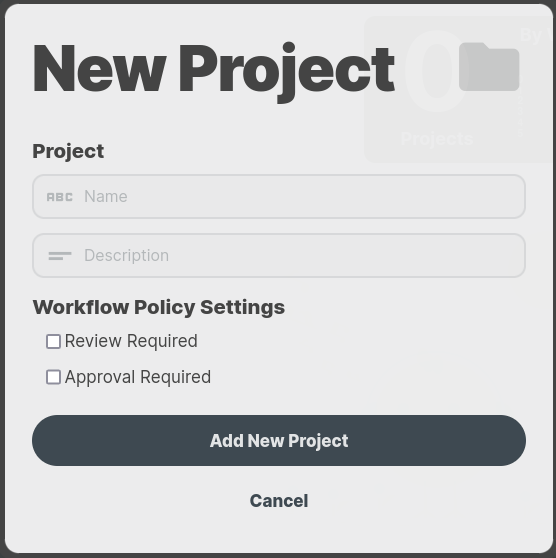 New Project
0
By
Projects
Project
ABC Name
Description
Workflow Policy Settings
Review Required
Approval Required
Add New Project
Cancel